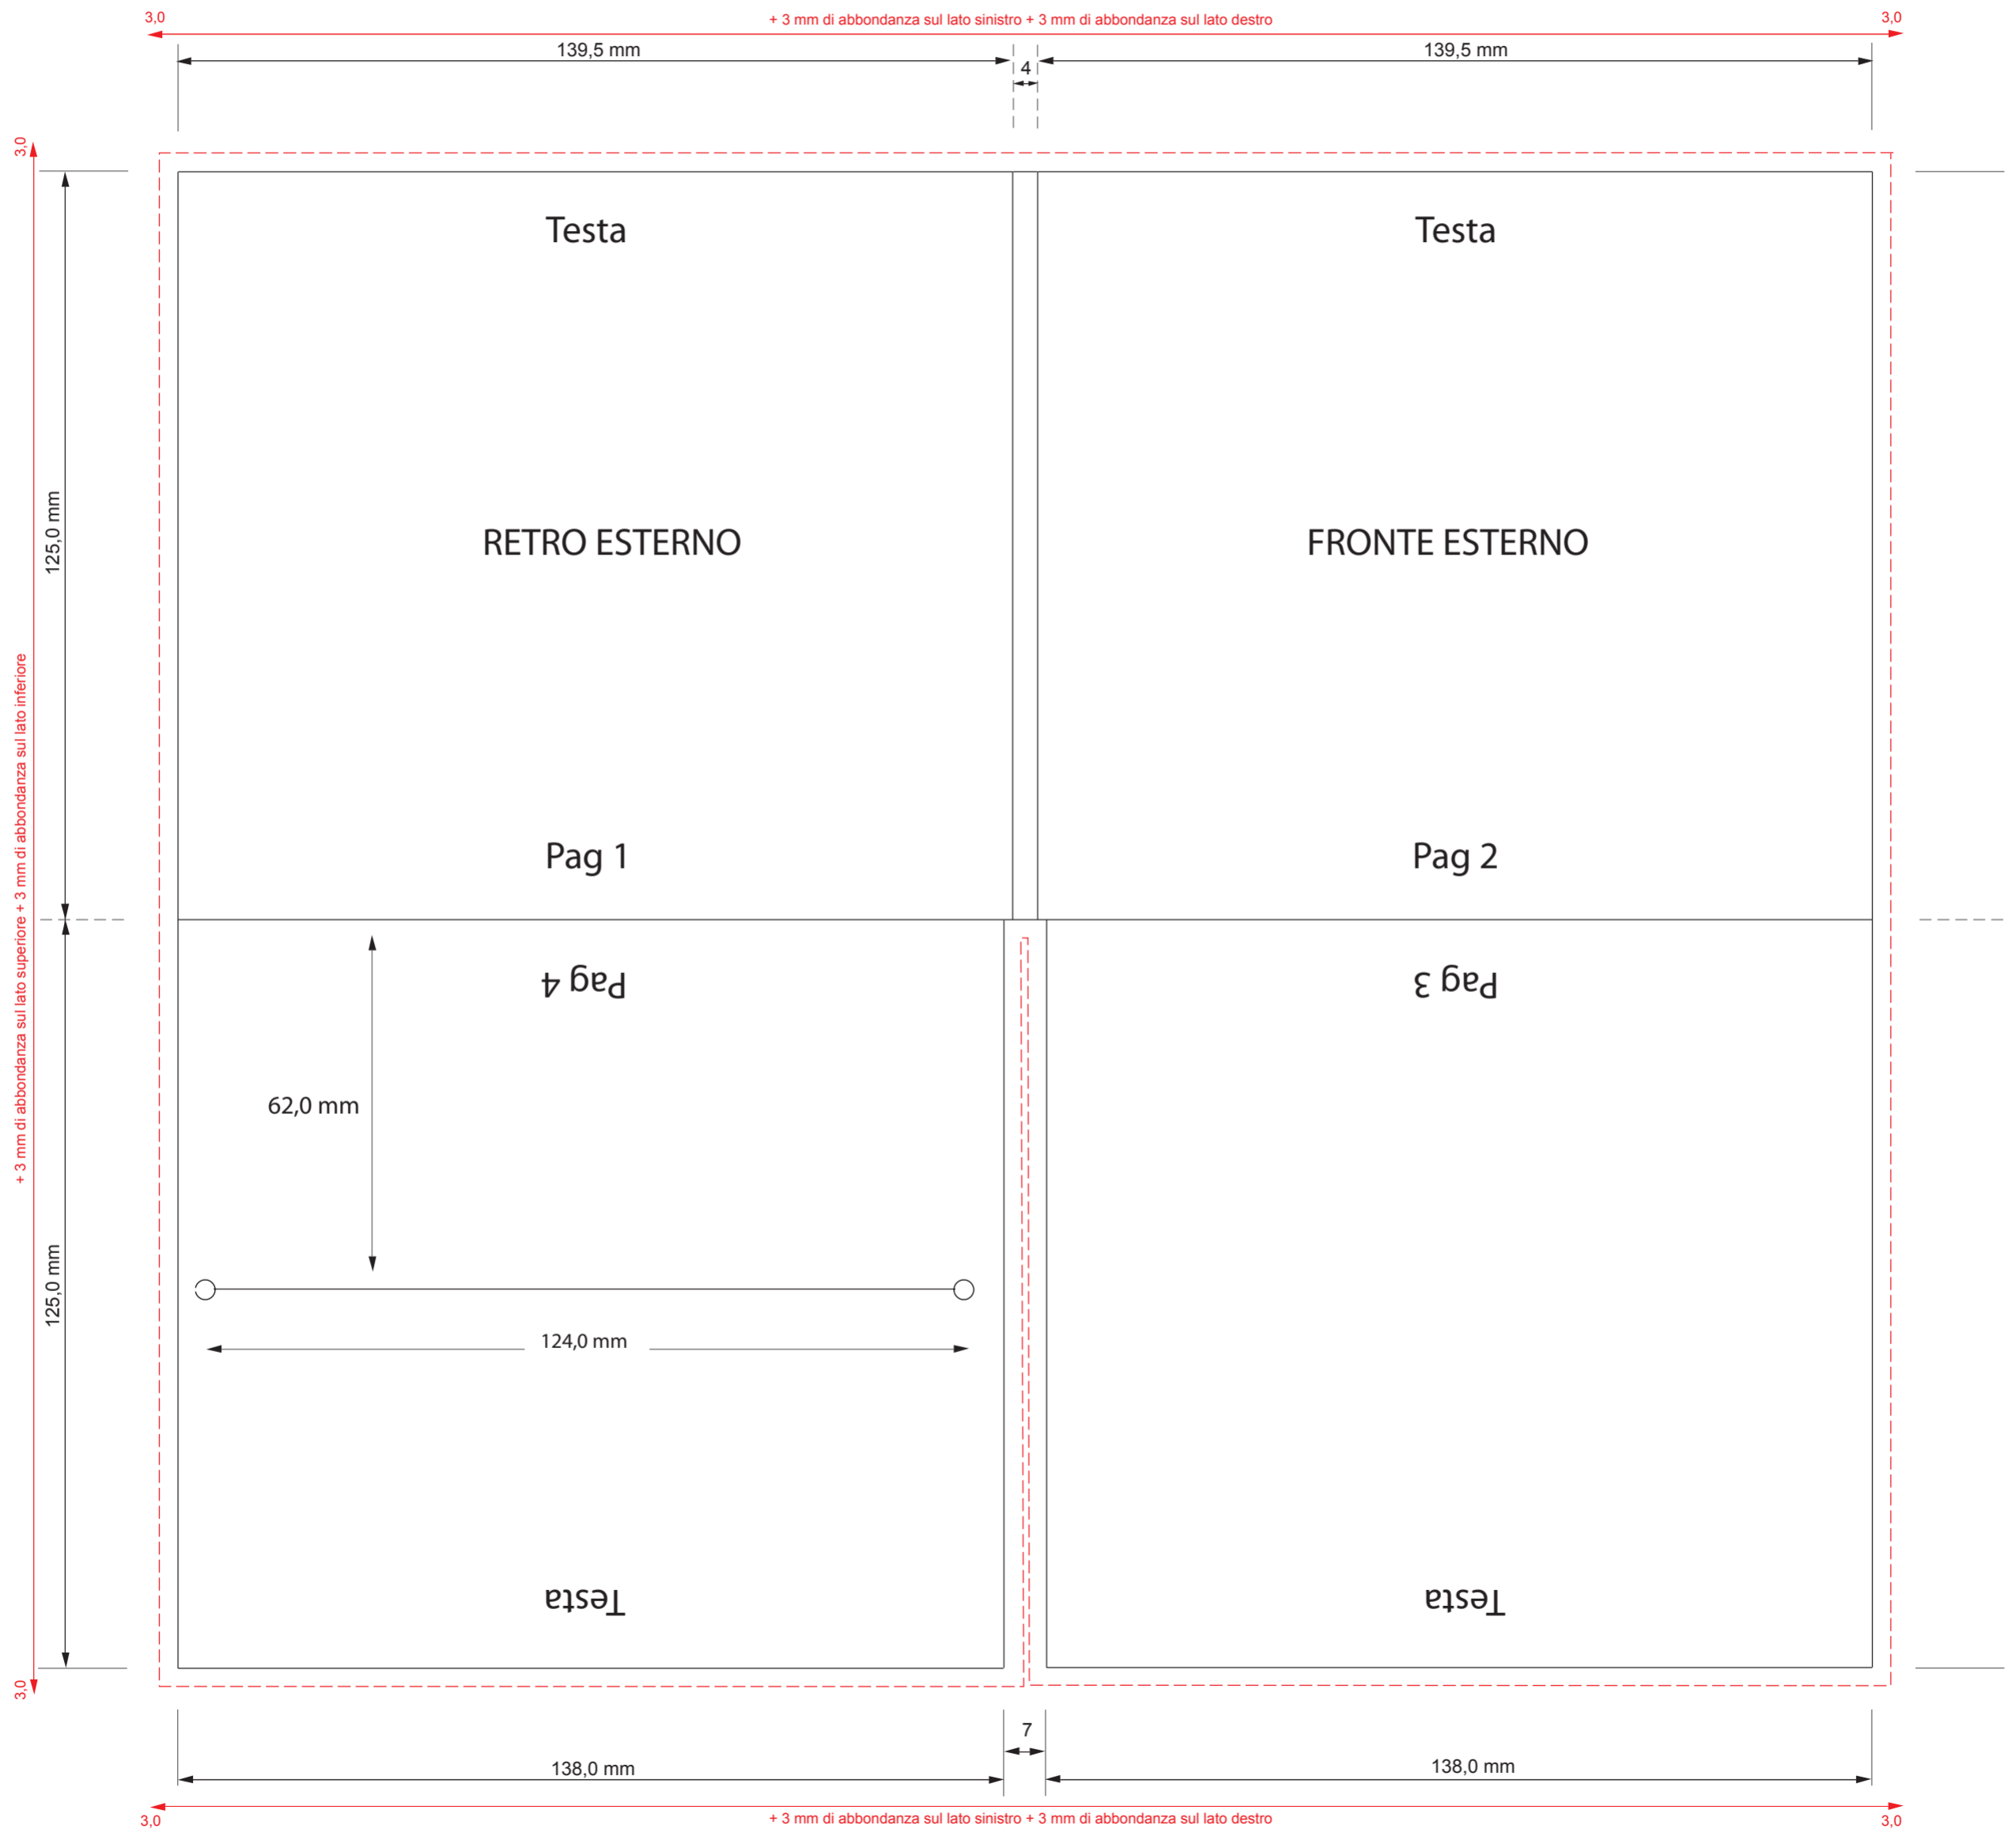 3,0
+ 3 mm di abbondanza sul lato sinistro + 3 mm di abbondanza sul lato destro
3,0
139,5 mm
4
139,5 mm
3,0
Testa
Testa
125,0 mm
RETRO ESTERNO
FRONTE ESTERNO
+ 3 mm di abbondanza sul lato superiore + 3 mm di abbondanza sul lato inferiore
Pag 1
Pag 2
Pag 4
Pag 3
62,0 mm
125,0 mm
124,0 mm
Testa
Testa
3,0
7
138,0 mm
138,0 mm
3,0
+ 3 mm di abbondanza sul lato sinistro + 3 mm di abbondanza sul lato destro
3,0